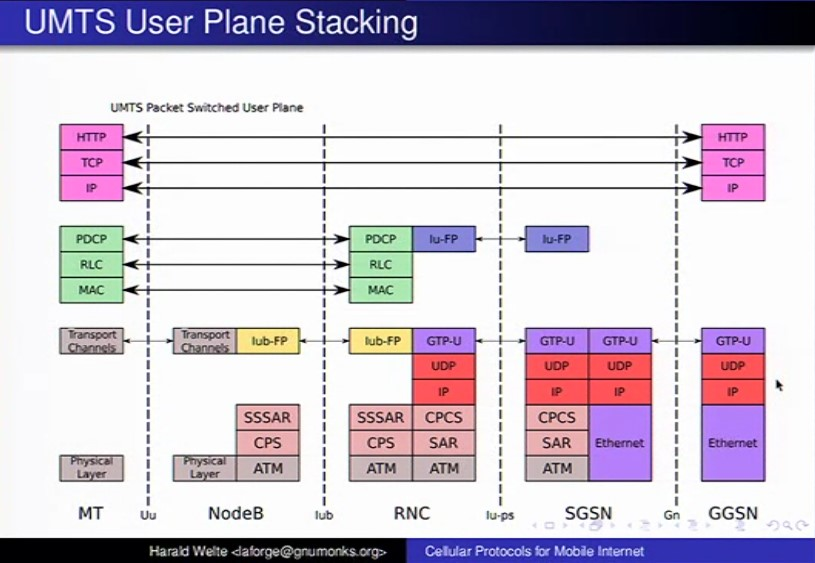 UMTS User Plane Stacking
UMTS Packet Switched User Plane
HTTP HTTP
TCP TCP
IP IP
PDCP PDCP Iu-FP Iu-FP
RLC RLC
MAC MAC
Transport Channels Transport Channels Iub-FP Iub-FP GTP-U GTP-U GTP-U GTP-U
UDP UDP UDP UDP
IP IP IP IP
SSSAR SSSAR CPCS CPCS
CPS CPS SAR SAR Ethernet Ethernet
Physical Layer Physical Layer ATM ATM ATM ATM
MT Uu NodeB Iub RNC Iu-ps SGSN Gn GGSN
Harald Welte <laforge@gnumonks.org> Cellular Protocols for Mobile Internet